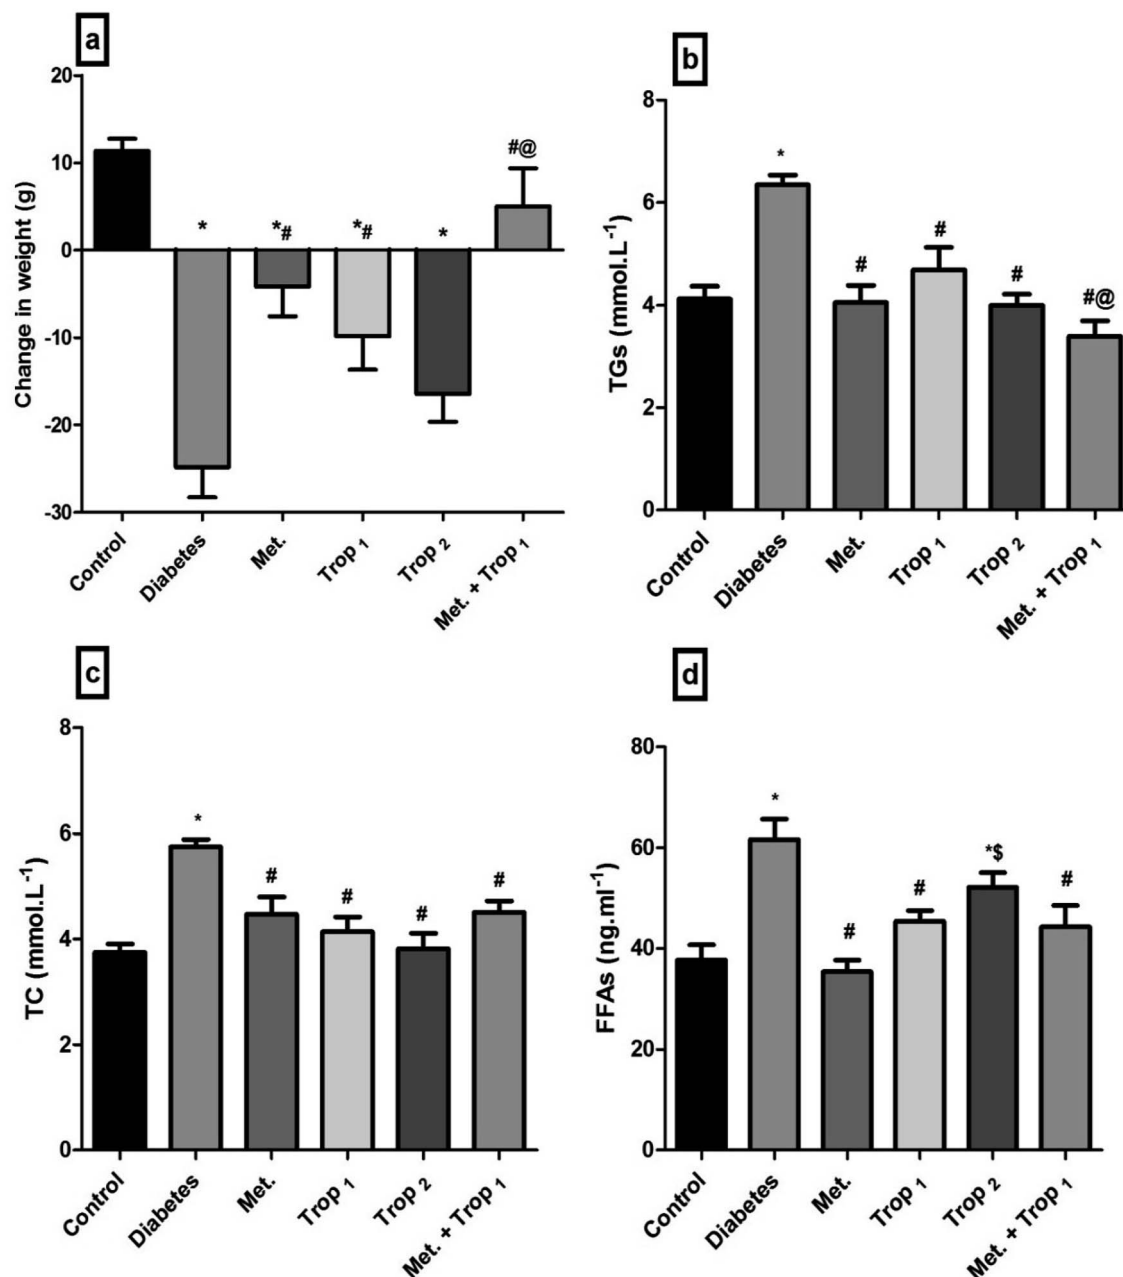 a
Change in weight (g)
20
10
0
-10
-20
-30
*
*#
*#
*
#@
Control
Diabetes
Met.
Trop 1
Trop 2
Met. + Trop 1
b
TGs (mmol.L-1)
8
6
4
2
0
*
#
#
#
#@
Control
Diabetes
Met.
Trop 1
Trop 2
Met. + Trop 1
c
TC (mmol.L-1)
8
6
4
2
0
*
#
#
#
#
Control
Diabetes
Met.
Trop 1
Trop 2
Met. + Trop 1
d
FFAs (ng.ml-1)
80
60
40
20
0
*
#
#
*$
#
Control
Diabetes
Met.
Trop 1
Trop 2
Met. + Trop 1